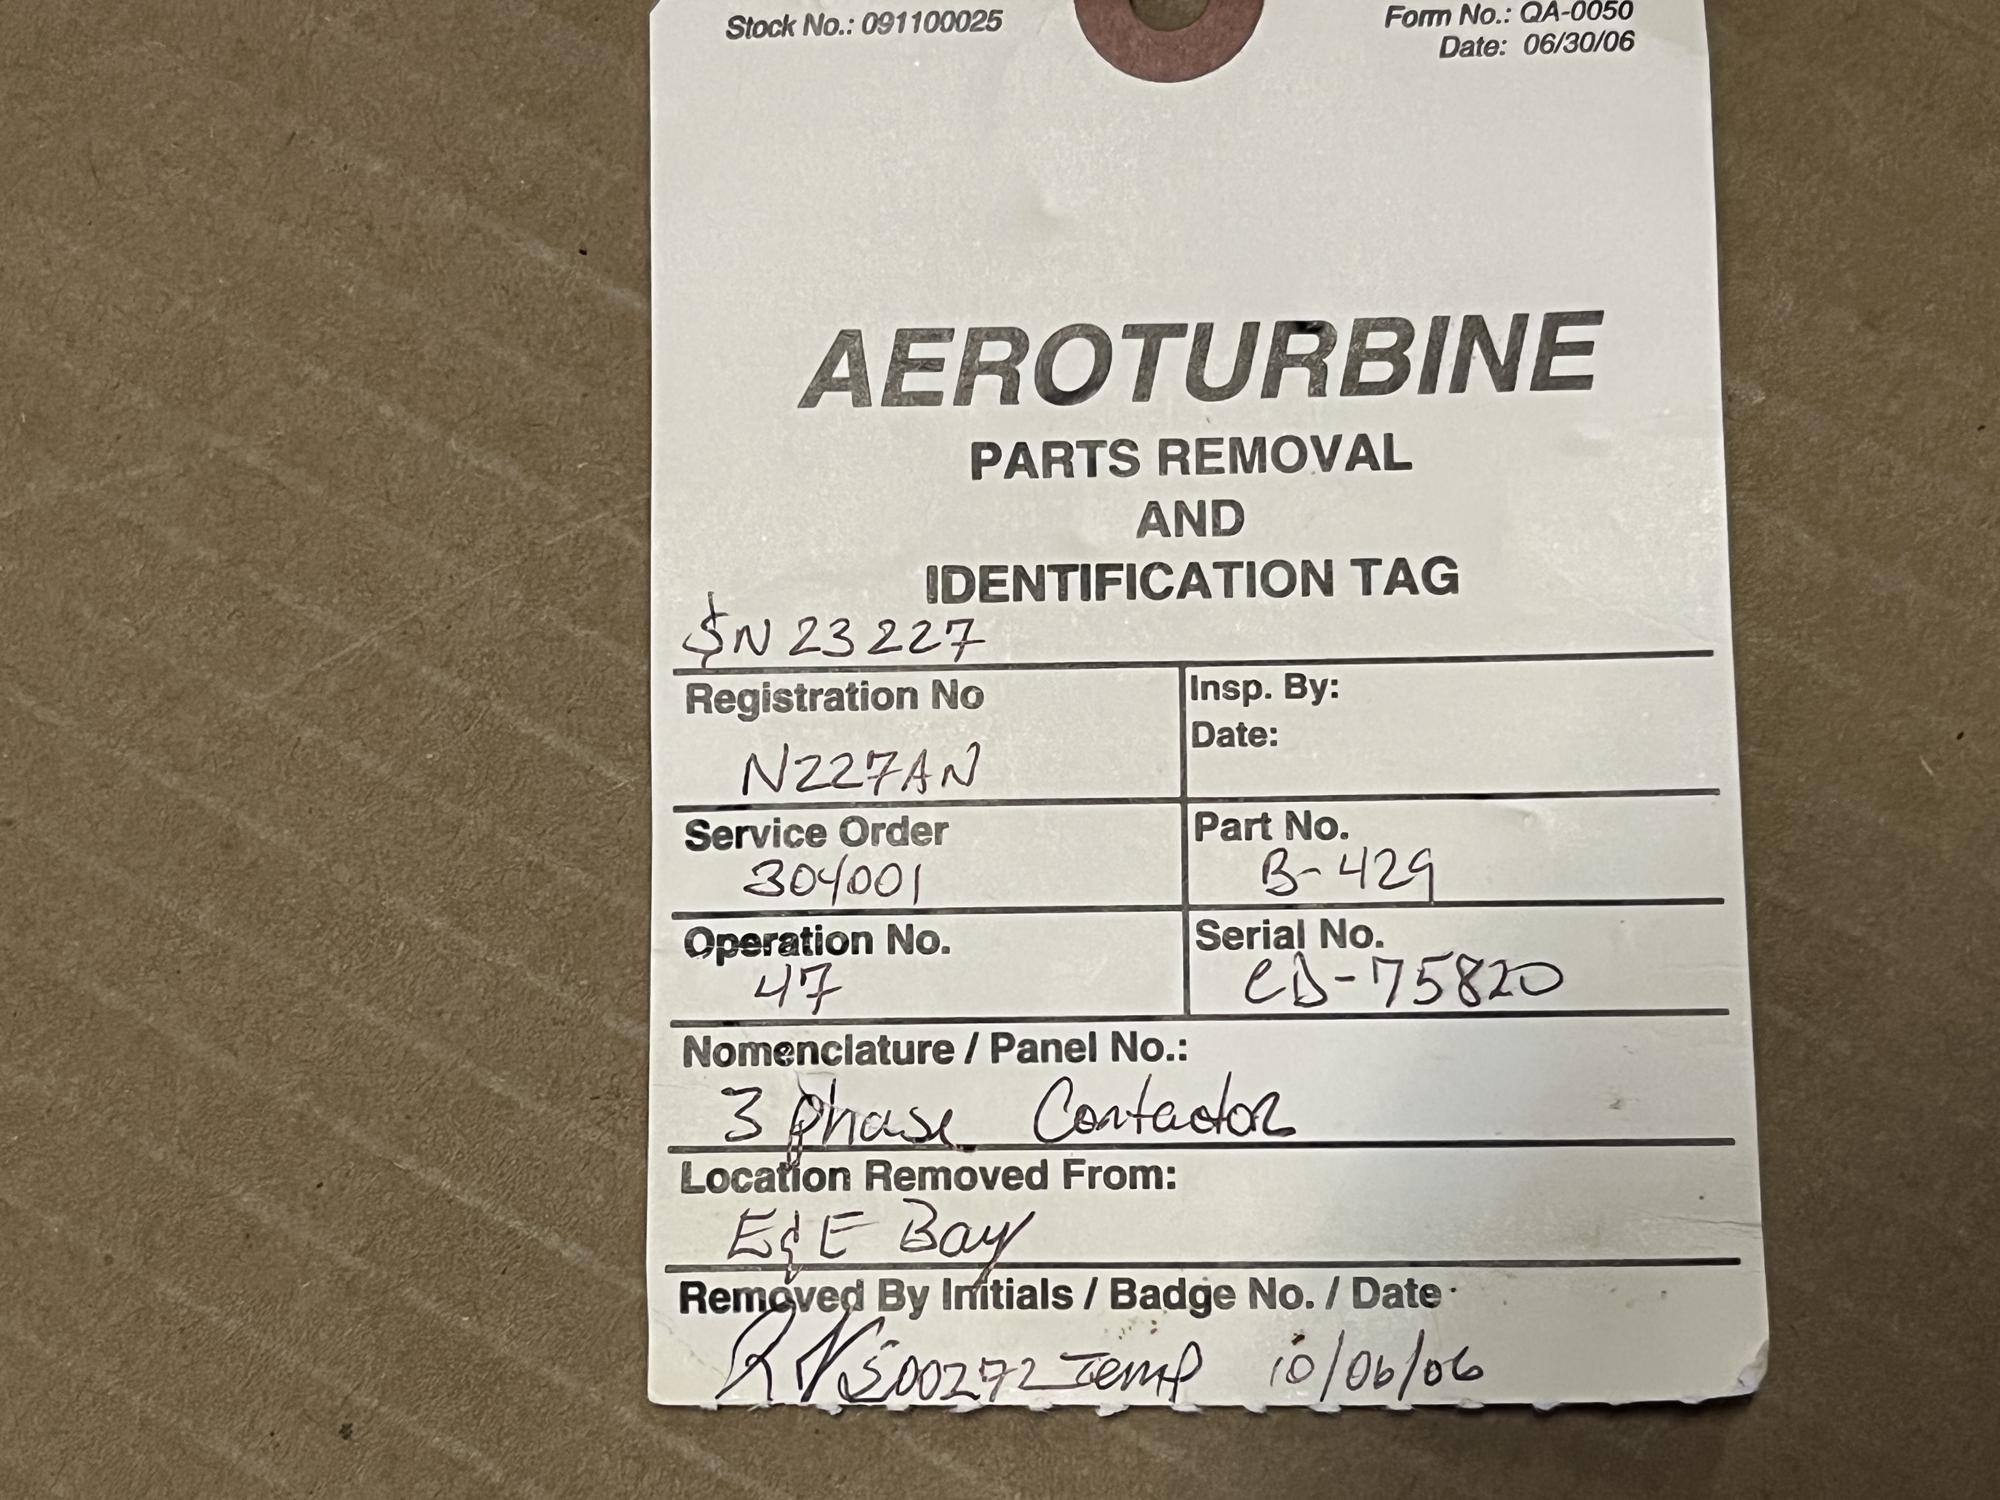 Stock No.: 091100025
Form No.: QA-0050
Date: 06/30/06
AEROTURBINE
PARTS REMOVAL
AND
IDENTIFICATION TAG
SN 23227
Registration No
N227AN
Insp. By:
Date:
Service Order
304001
Part No.
B-429
Operation No.
47
Serial No.
CD-75820
Nomenclature / Panel No.:
3 phase Contactor
Location Removed From:
E&E Bay
Removed By Initials / Badge No. / Date
500272 Temp 10/06/06